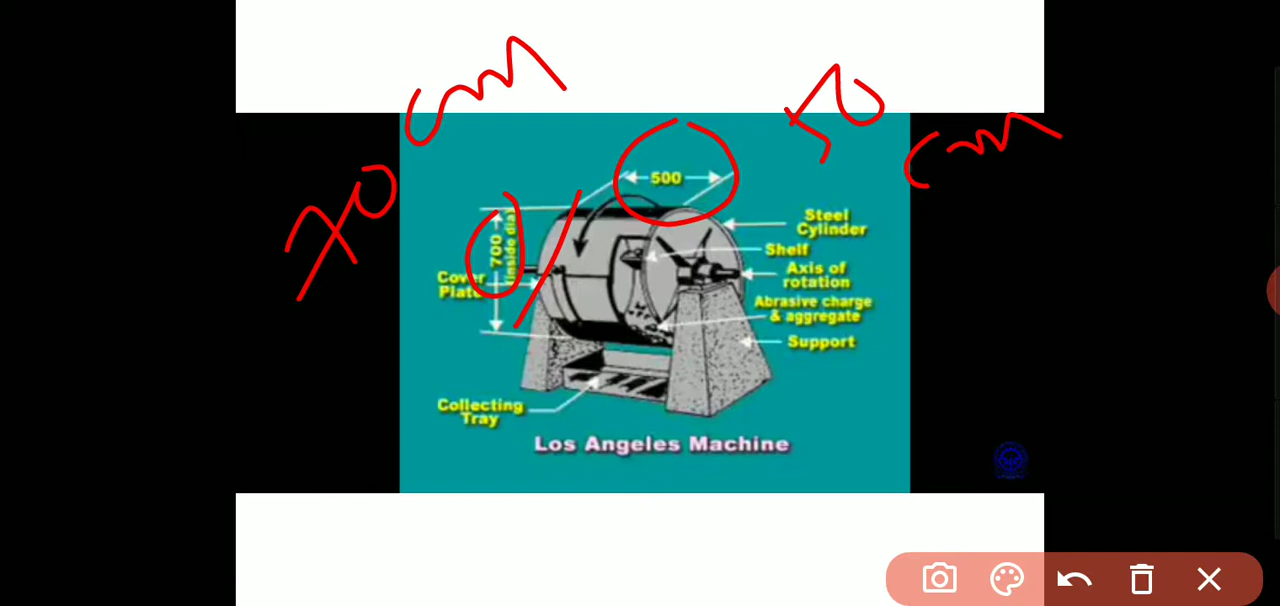 70 cm
50 cm
500
700
(inside dia)
Steel
Cylinder
Shelf
Axis of
rotation
Cover
Plate
Abrasive charge
& aggregate
Support
Collecting
Tray
Los Angeles Machine